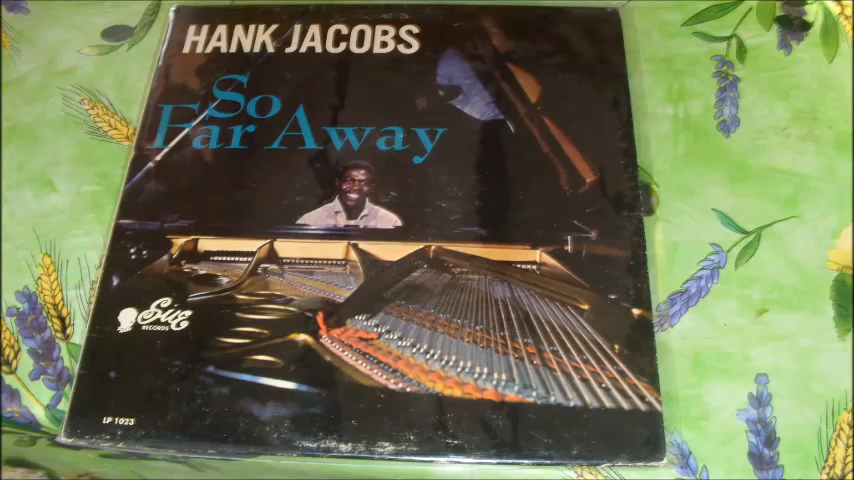 HANK JACOBS
So
Far Away
Sue
RECORDS
LP 1023